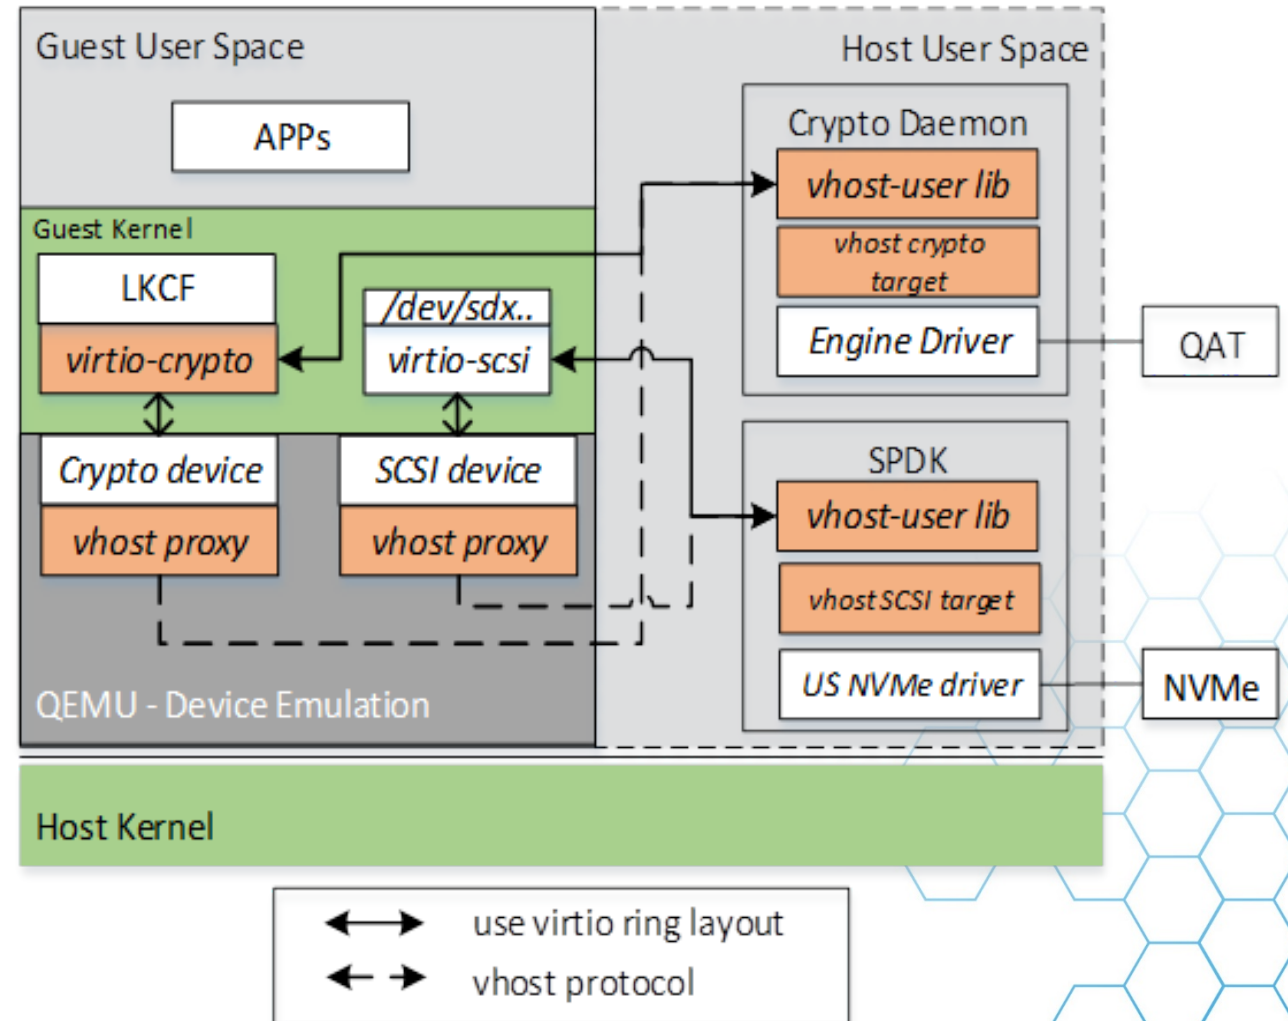 Guest User Space
APPs
Guest Kernel
LKCF
virtio-crypto
/dev/sdx..
virtio-scsi
Crypto device
vhost proxy
SCSI device
vhost proxy
QEMU - Device Emulation
Host User Space
Crypto Daemon
vhost-user lib
vhost crypto
target
Engine Driver
QAT
SPDK
vhost-user lib
vhost SCSI target
US NVMe driver
NVMe
Host Kernel
use virtio ring layout
vhost protocol